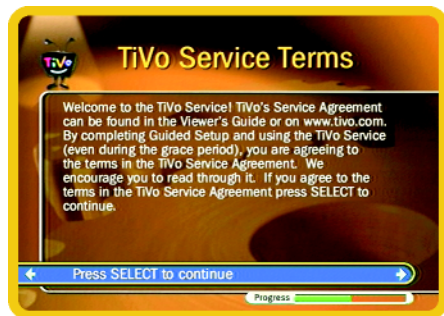 TiVo
TiVo Service Terms
Welcome to the TiVo Service! TiVo's Service Agreement
can be found in the Viewer's Guide or on www.tivo.com.
By completing Guided Setup and using the TiVo Service
(even during the grace period), you are agreeing to
the terms in the TiVo Service Agreement. We
encourage you to read through it. If you agree to the
terms in the TiVo Service Agreement press SELECT to
continue.
Press SELECT to continue
Progress